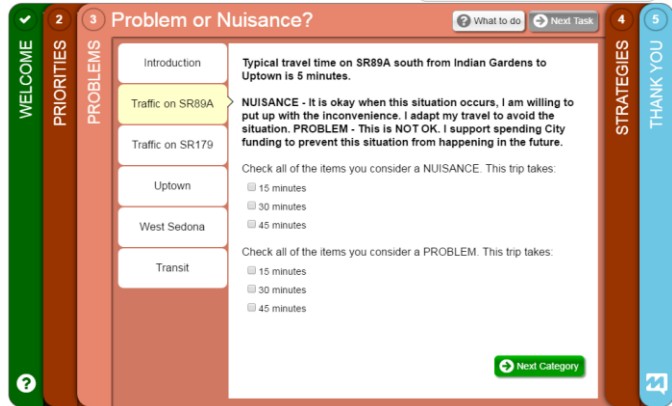 WELCOME
2
PRIORITIES
3
PROBLEMS
Problem or Nuisance?
? What to do
Next Task
Introduction
Traffic on SR89A
Traffic on SR179
Uptown
West Sedona
Transit
Typical travel time on SR89A south from Indian Gardens to
Uptown is 5 minutes.
NUISANCE - It is okay when this situation occurs, I am willing to
put up with the inconvenience. I adapt my travel to avoid the
situation. PROBLEM - This is NOT OK. I support spending City
funding to prevent this situation from happening in the future.
Check all of the items you consider a NUISANCE. This trip takes:
15 minutes
30 minutes
45 minutes
Check all of the items you consider a PROBLEM. This trip takes:
15 minutes
30 minutes
45 minutes
Next Category
4
STRATEGIES
5
THANK YOU
?